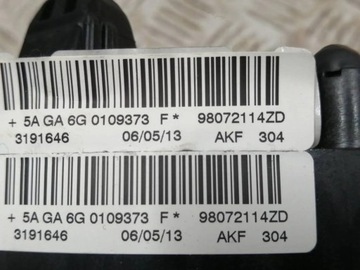 + 5A GA 6G 0109373 F* 98072114ZD
3191646 06/05/13 AKF 304
+ 5A GA 6G 0109373 F* 98072114ZD
3191646 06/05/13 AKF 304